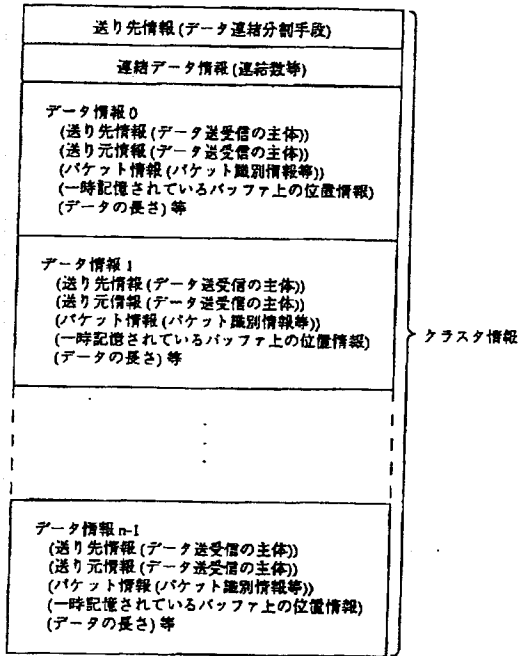 送り先情報(データ連結分割手段)
連結データ情報(連結数等)
データ情報0
(送り先情報(データ送受信の主体))
(送り元情報(データ送受信の主体))
(パケット情報(パケット識別情報等))
(一時記憶されているバッファ上の位置情報)
(データの長さ)等
データ情報1
(送り先情報(データ送受信の主体))
(送り元情報(データ送受信の主体))
(パケット情報(パケット識別情報等))
(一時記憶されているバッファ上の位置情報)
(データの長さ)等
クラスタ情報
データ情報n-1
(送り先情報(データ送受信の主体))
(送り元情報(データ送受信の主体))
(パケット情報(パケット識別情報等))
(一時記憶されているバッファ上の位置情報)
(データの長さ)等